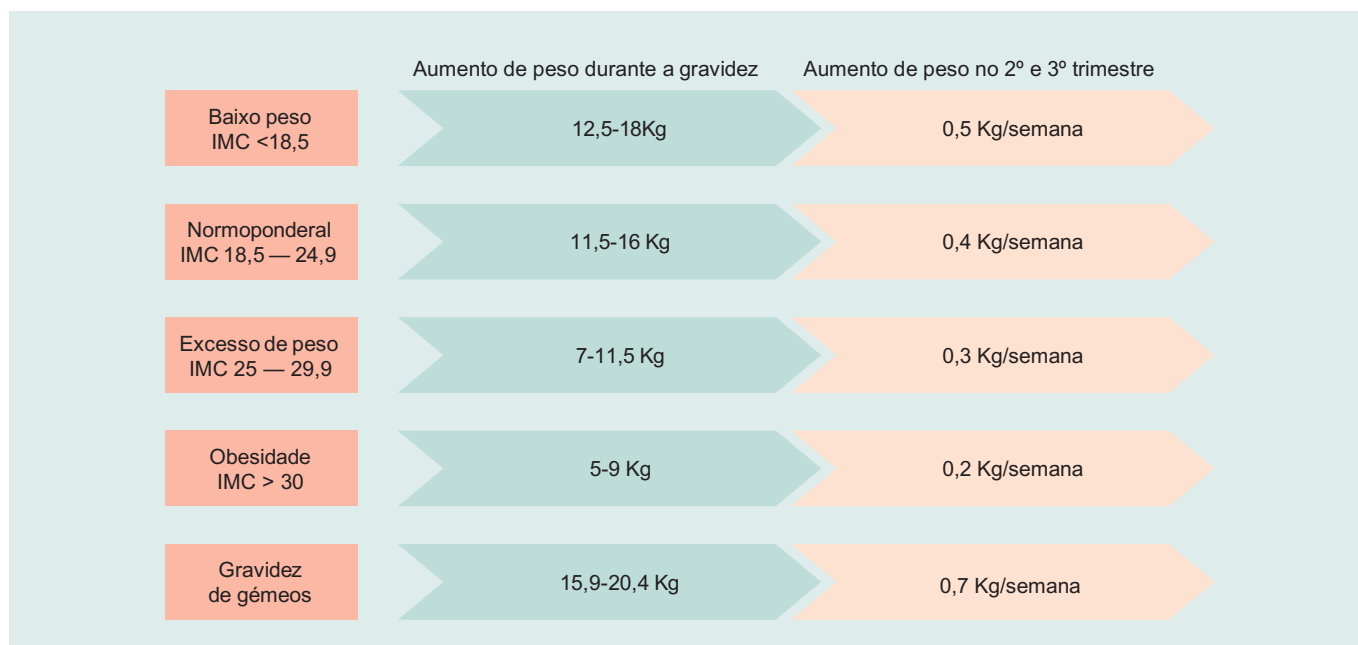 Aumento de peso durante a gravidez
Aumento de peso no 2º e 3º trimestre
Baixo peso
IMC <18,5
12,5-18Kg
0,5 Kg/semana
Normoponderal
IMC 18,5 — 24,9
11,5-16 Kg
0,4 Kg/semana
Excesso de peso
IMC 25 — 29,9
7-11,5 Kg
0,3 Kg/semana
Obesidade
IMC > 30
5-9 Kg
0,2 Kg/semana
Gravidez
de gémeos
15,9-20,4 Kg
0,7 Kg/semana